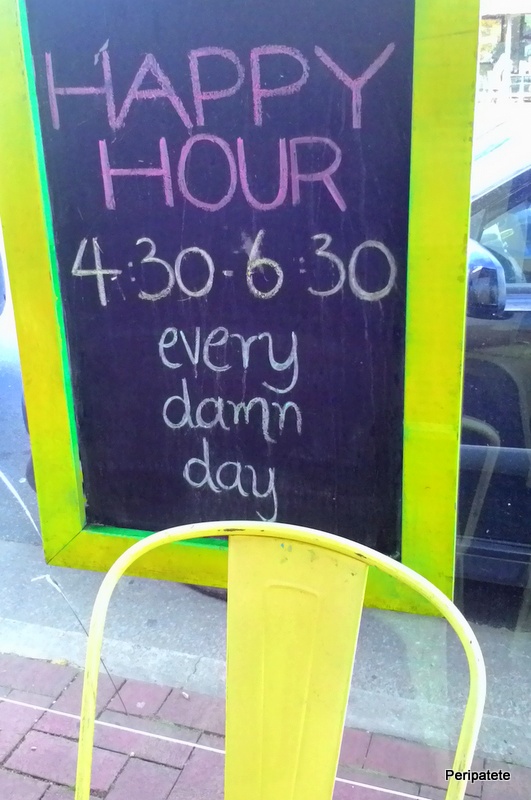 HAPPY
HOUR
4:30-6:30
every
damn
day
Peripatete